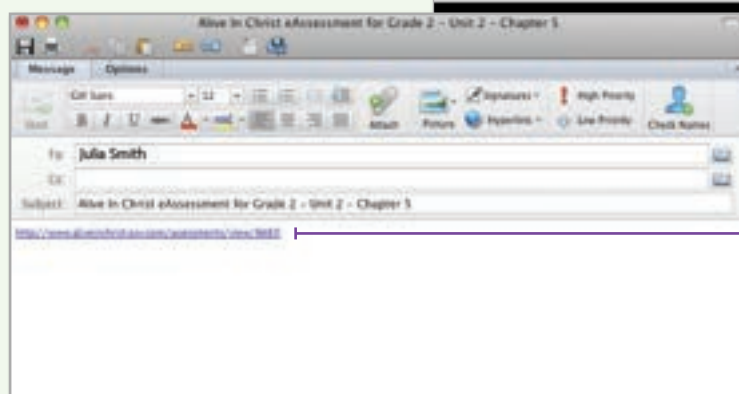 Alive in Christ eAssessment for Grade 2 – Unit 2 – Chapter 5
Message Options
Gill Sans 12
B I U Attach Picture Signatures Hyperlink High Priority Low Priority Check Names
To: Julia Smith
Cc:
Subject: Alive in Christ eAssessment for Grade 2 – Unit 2 – Chapter 5